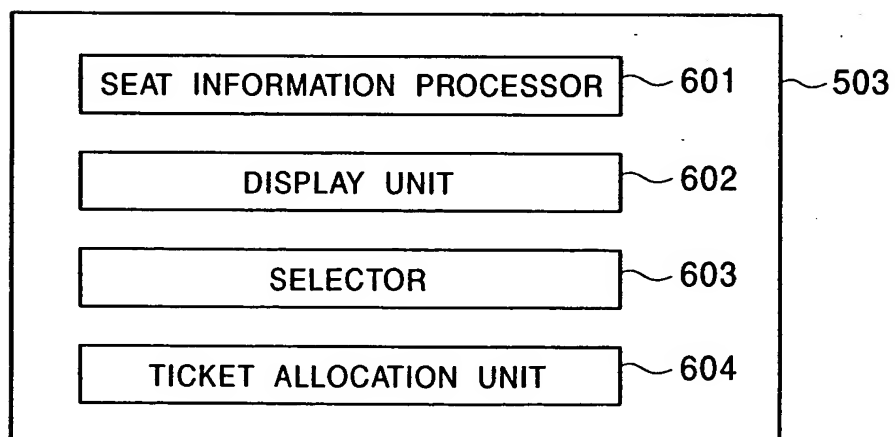 SEAT INFORMATION PROCESSOR 601
503
DISPLAY UNIT 602
SELECTOR 603
TICKET ALLOCATION UNIT 604